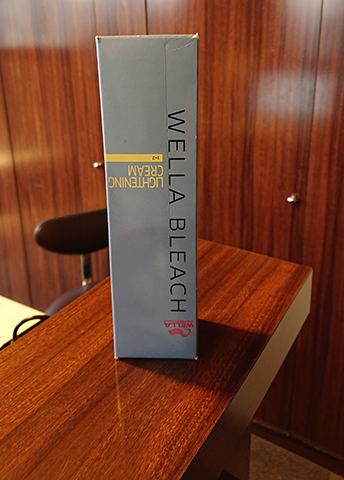 WELLA BLEACH
1-2
LIGHTENING
CREAM
WELLA